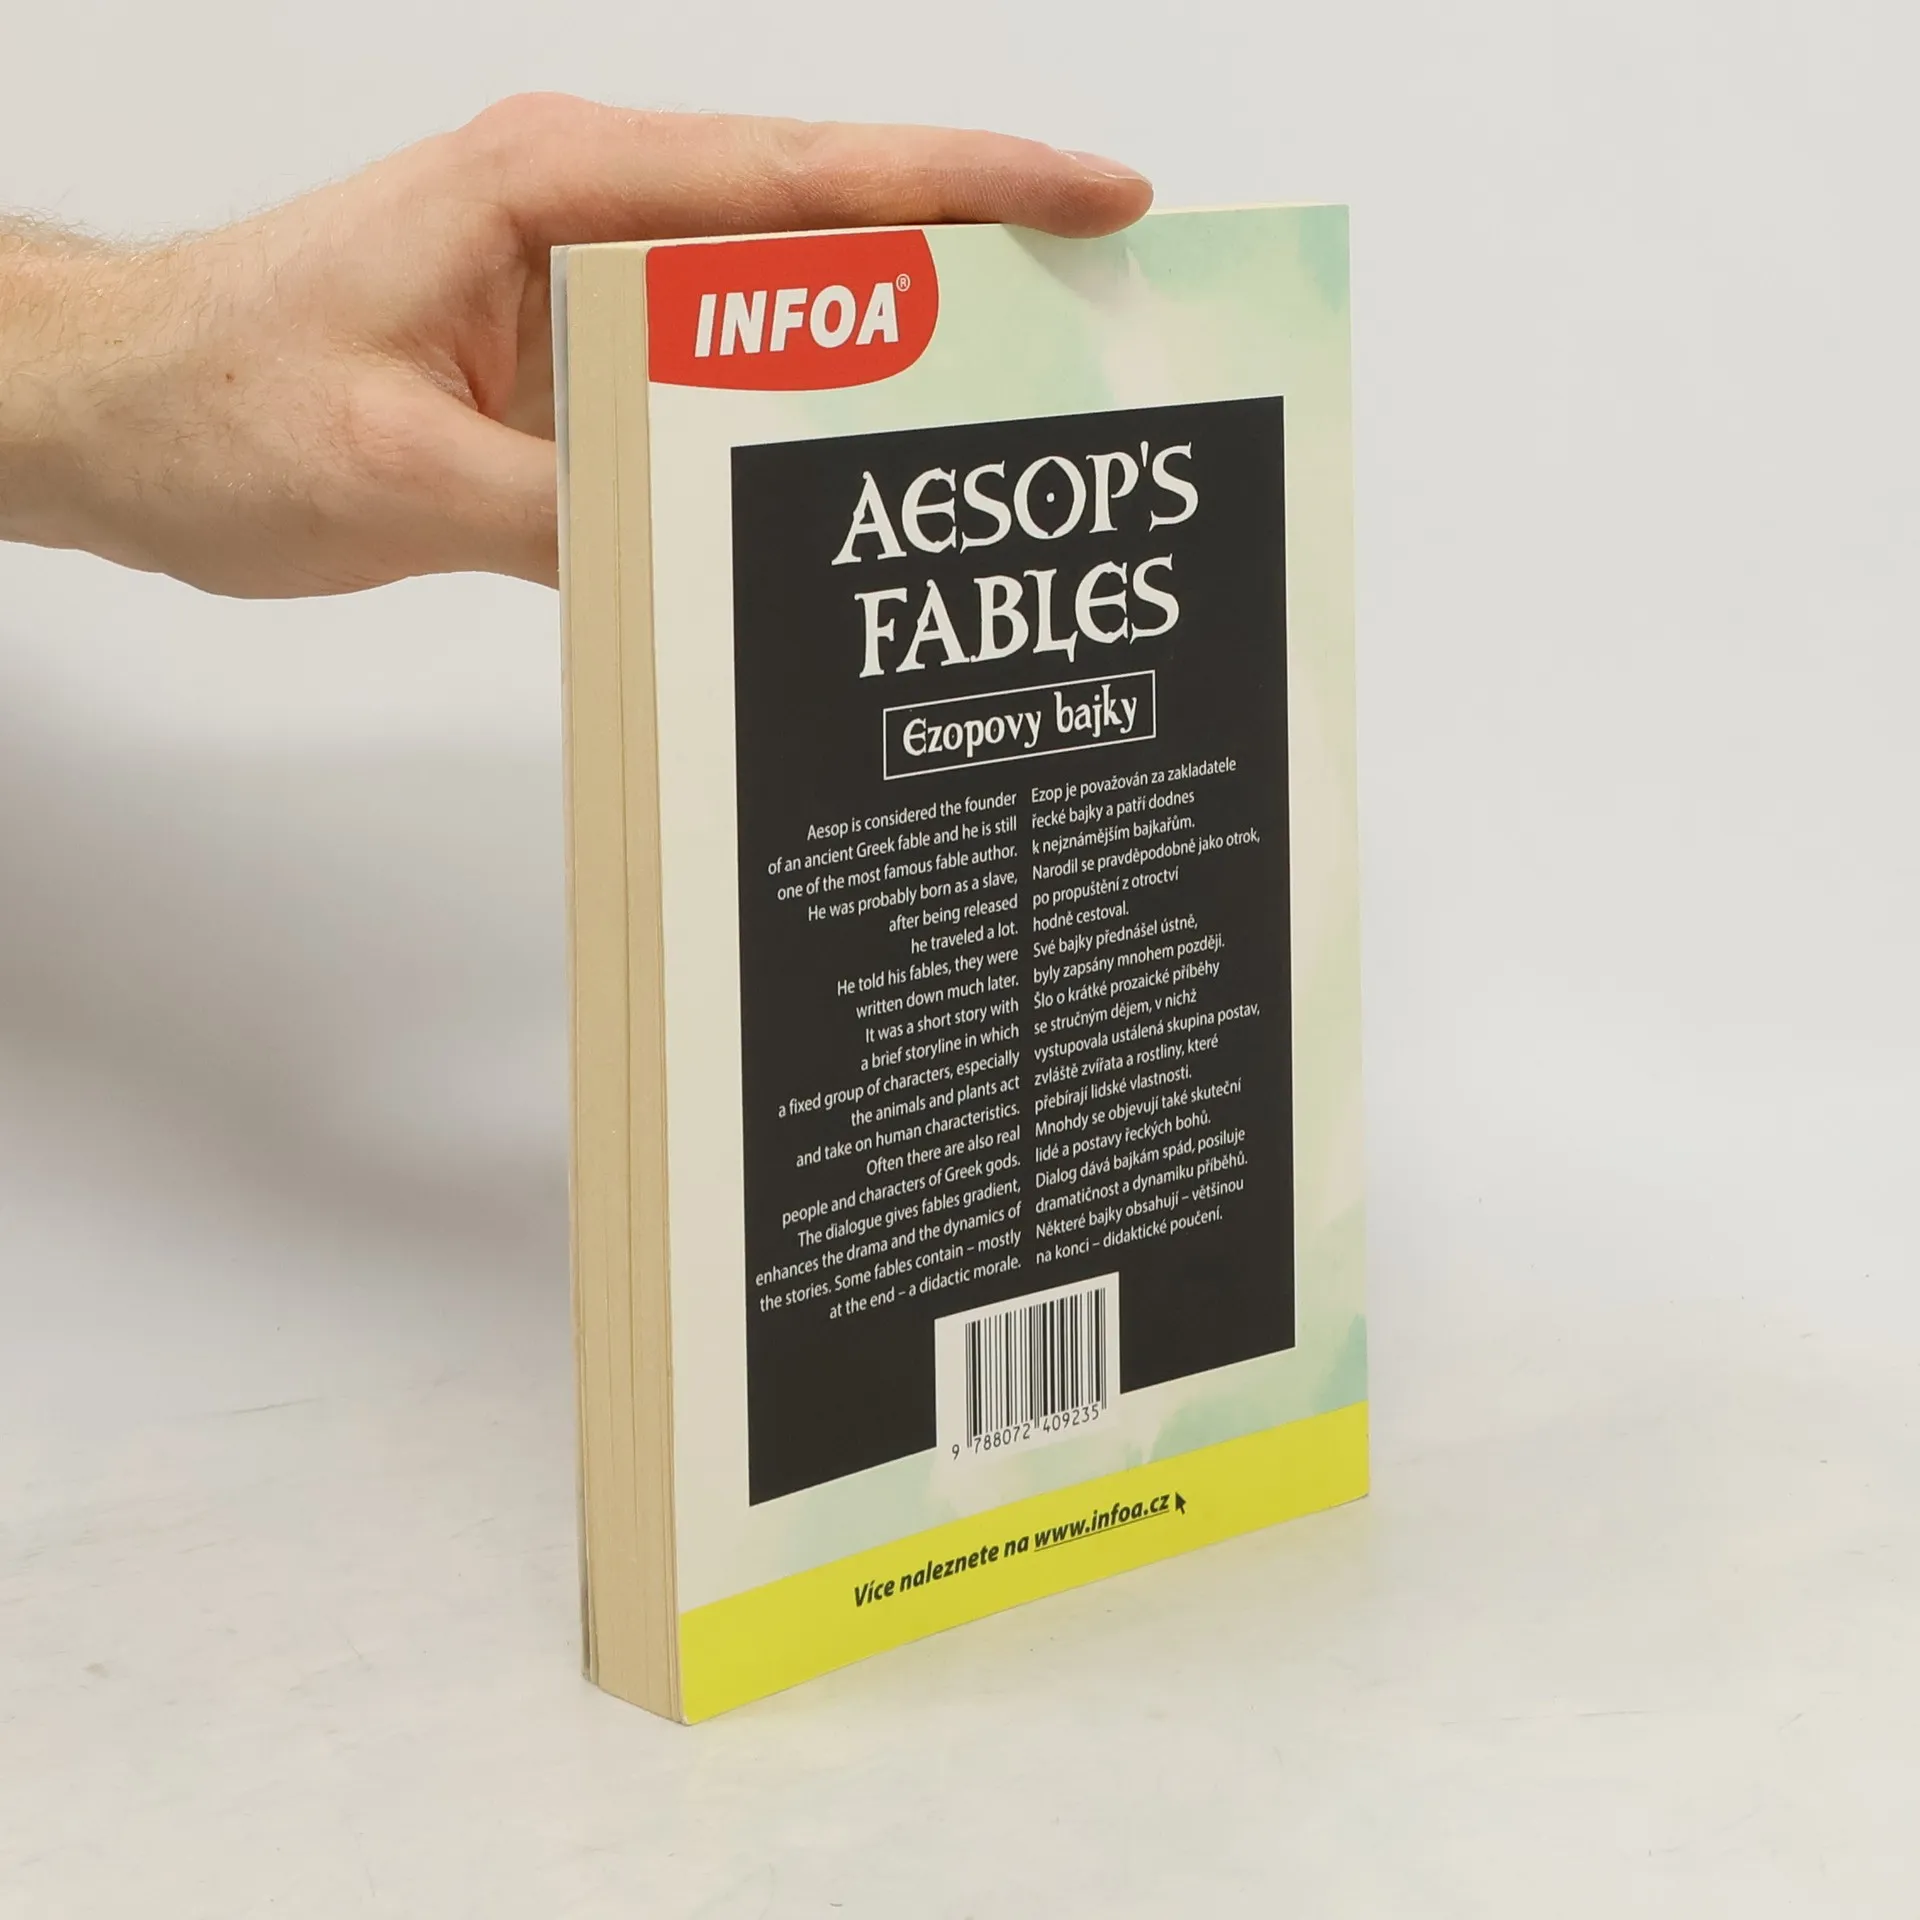 INFOA®
AESOP'S
FABLES
Ezopovy bajky
Aesop is considered the founder
of an ancient Greek fable and he is still
one of the most famous fable author.
He was probably born as a slave,
after being released
he traveled a lot.
He told his fables, they were
written down much later.
It was a short story with
a brief storyline in which
a fixed group of characters, especially
the animals and plants act
and take on human characteristics.
Often there are also real
people and characters of Greek gods.
The dialogue gives fables gradient,
enhances the drama and the dynamics of
the stories. Some fables contain – mostly
at the end – a didactic morale.
Ezop je považován za zakladatele
řecké bajky a patří dodnes
k nejznámějším bajkařům.
Narodil se pravděpodobně jako otrok,
po propuštění z otroctví
hodně cestoval.
Své bajky přednášel ústně,
byly zapsány mnohem později.
Šlo o krátké prozaické příběhy
se stručným dějem, v nichž
vystupovala ustálená skupina postav,
zvláště zvířata a rostliny, které
přebírají lidské vlastnosti.
Mnohdy se objevují také skuteční
lidé a postavy řeckých bohů.
Dialog dává bajkám spád, posiluje
dramatičnost a dynamiku příběhů.
Některé bajky obsahují – většinou
na konci – didaktické poučení.
9 788072 409235
Více naleznete na www.infoa.cz